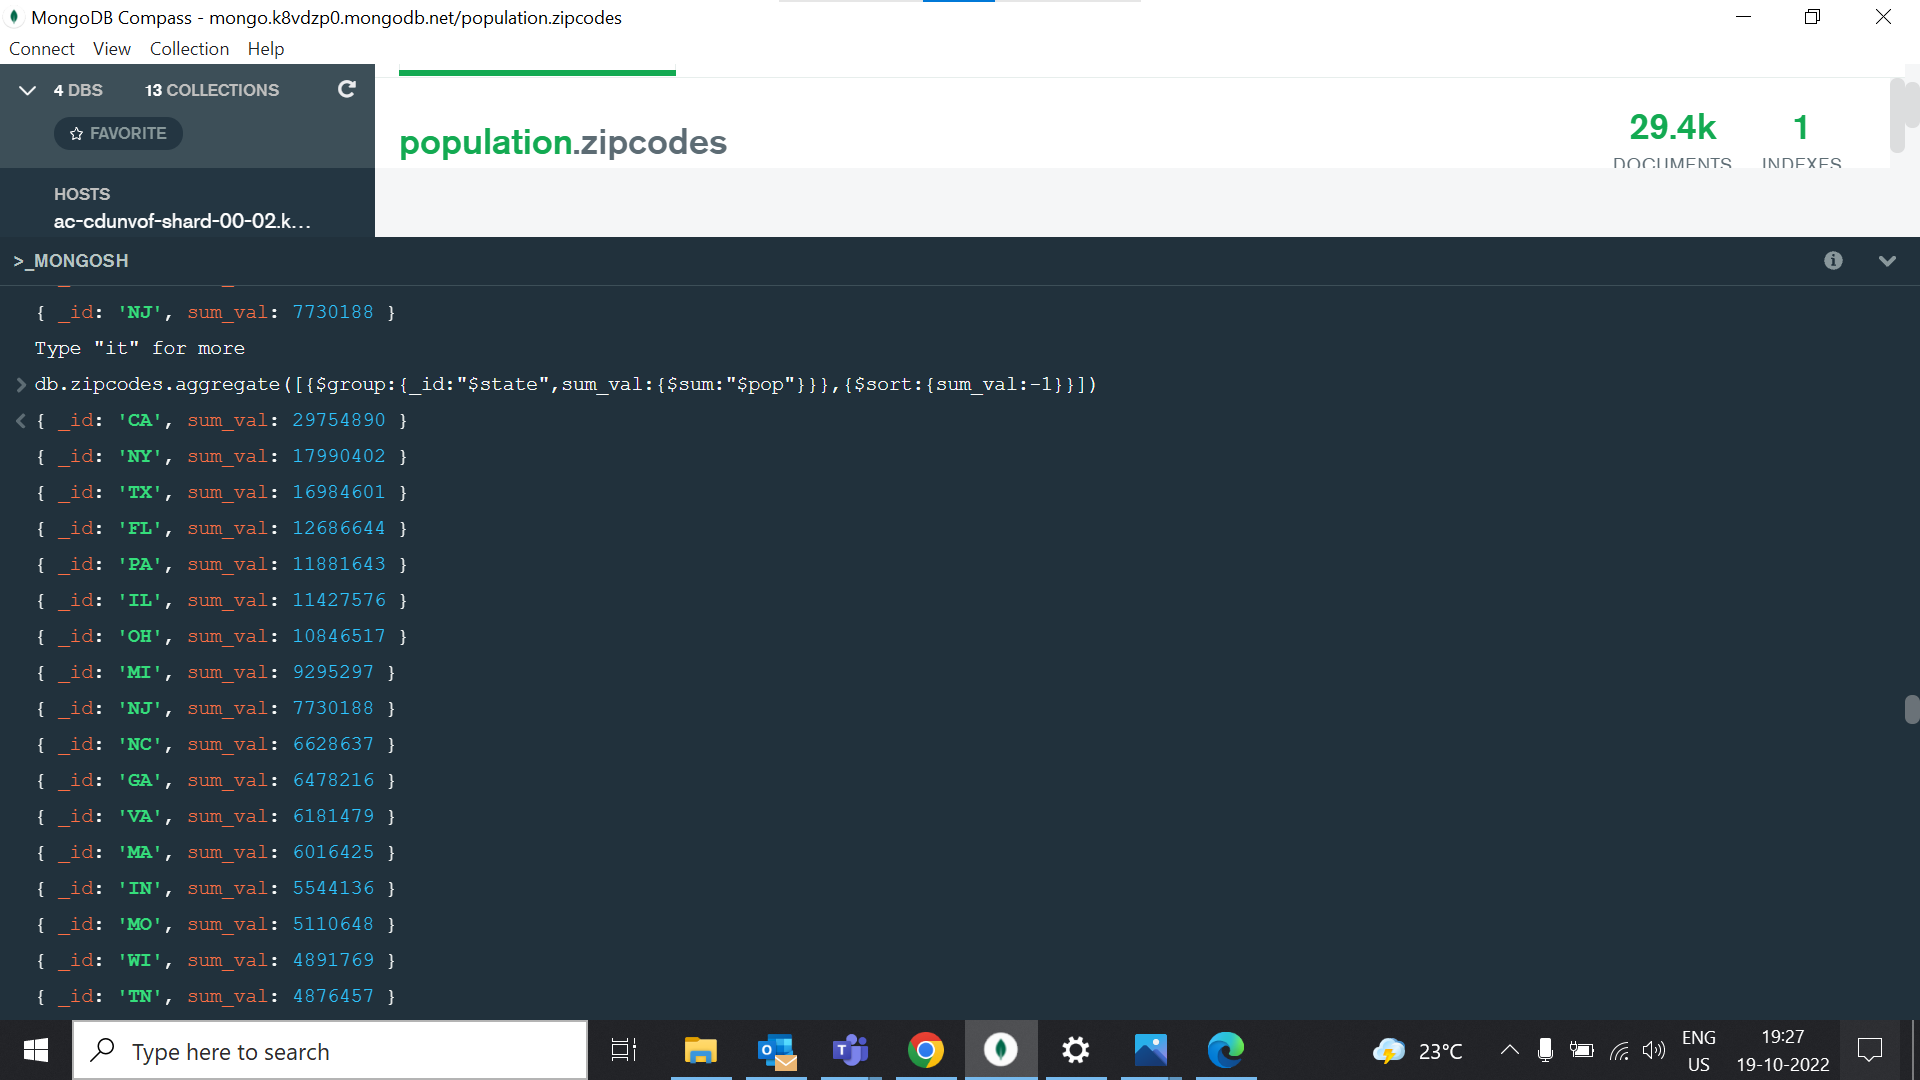 MongoDB Compass - mongo.k8vdzp0.mongodb.net/population.zipcodes
Connect View Collection Help
4 DBS 13 COLLECTIONS
FAVORITE
HOSTS
ac-cdunvof-shard-00-02.k...
population.zipcodes
29.4k 1
DOCUMENTS INDEXES
>_MONGOSH
{ _id: 'NJ', sum_val: 7730188 }
Type "it" for more
> db.zipcodes.aggregate([{$group:{_id:"$state",sum_val:{$sum:"$pop"}}},{$sort:{sum_val:-1}}])
< { _id: 'CA', sum_val: 29754890 }
{ _id: 'NY', sum_val: 17990402 }
{ _id: 'TX', sum_val: 16984601 }
{ _id: 'FL', sum_val: 12686644 }
{ _id: 'PA', sum_val: 11881643 }
{ _id: 'IL', sum_val: 11427576 }
{ _id: 'OH', sum_val: 10846517 }
{ _id: 'MI', sum_val: 9295297 }
{ _id: 'NJ', sum_val: 7730188 }
{ _id: 'NC', sum_val: 6628637 }
{ _id: 'GA', sum_val: 6478216 }
{ _id: 'VA', sum_val: 6181479 }
{ _id: 'MA', sum_val: 6016425 }
{ _id: 'IN', sum_val: 5544136 }
{ _id: 'MO', sum_val: 5110648 }
{ _id: 'WI', sum_val: 4891769 }
{ _id: 'TN', sum_val: 4876457 }
Type here to search
23°C
ENG
US
19:27
19-10-2022